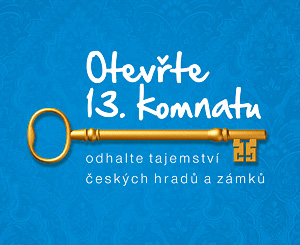 Otevřte
13. komnatu
odhalte tajemství
českých hradů a zámků